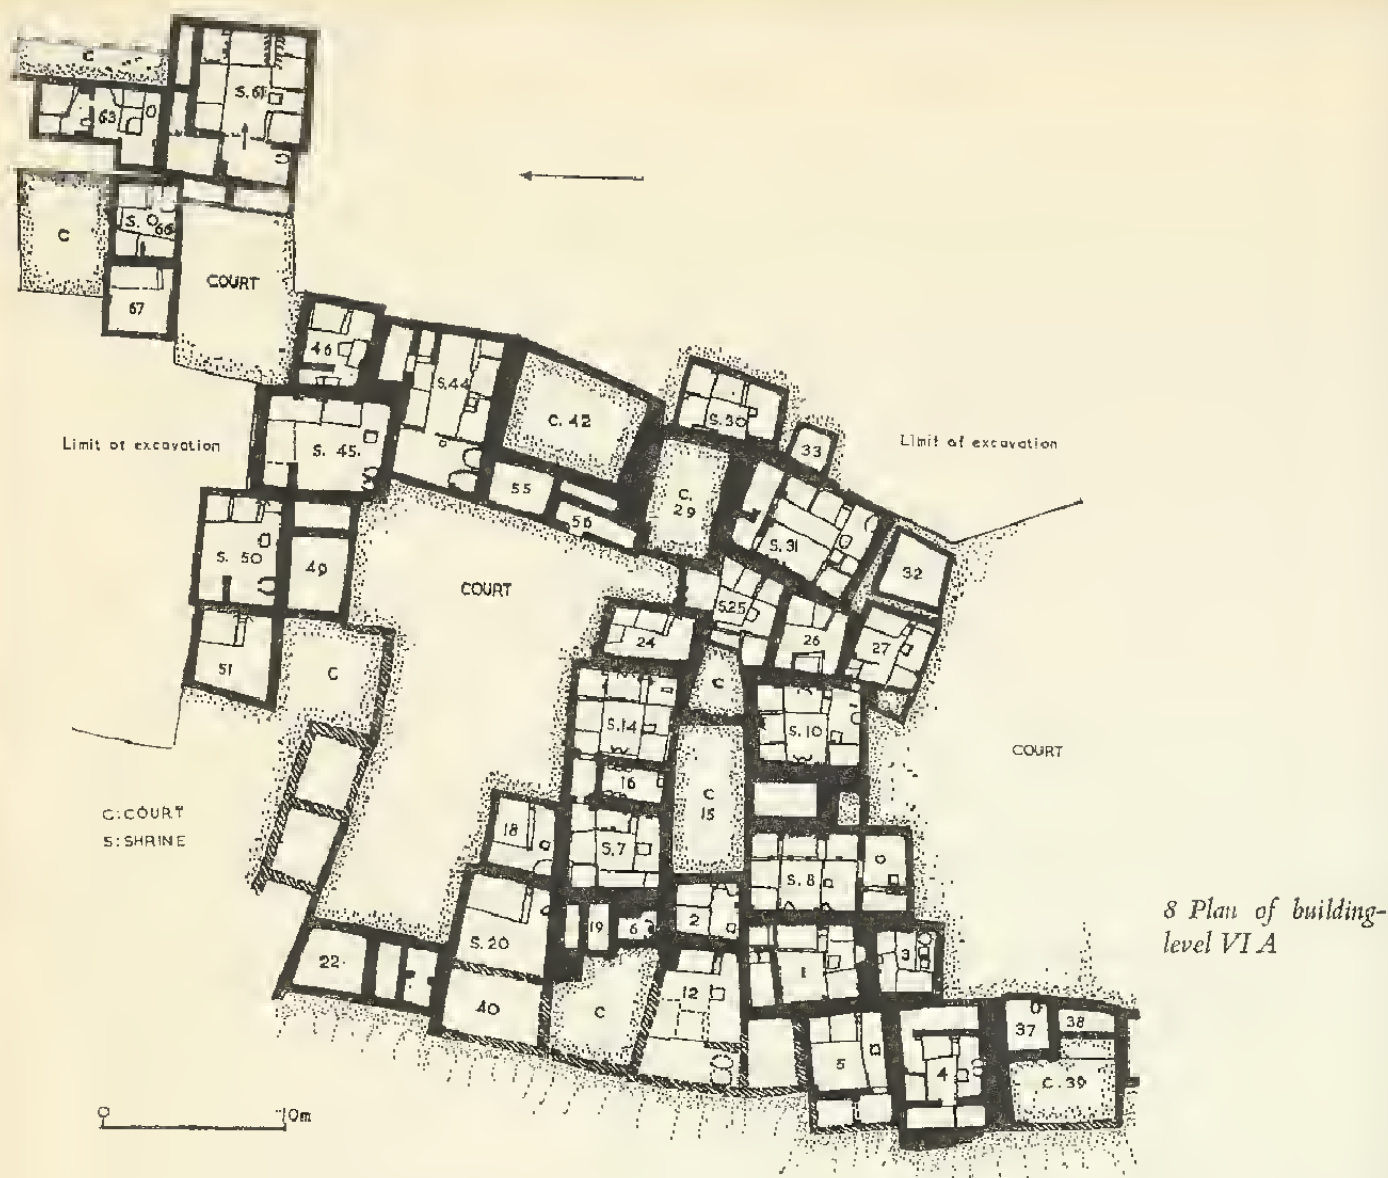 C
S.61
63
C
S. 66
COURT
67
46
S.44
C. 42
S.30
33
Limit of excavation
S. 45.
Limit of excavation
C.
29
55
56
S.31
S. 50
49
COURT
32
S.25
24
26
27
51
C
C
S.14
S.10
COURT
16
C
15
C:COURT
S:SHRINE
18
S.7
S.8
8 Plan of building-
level VI A
2
19
6
S.20
22
1
3
12
40
C
37
38
5
4
C.39
0
10m